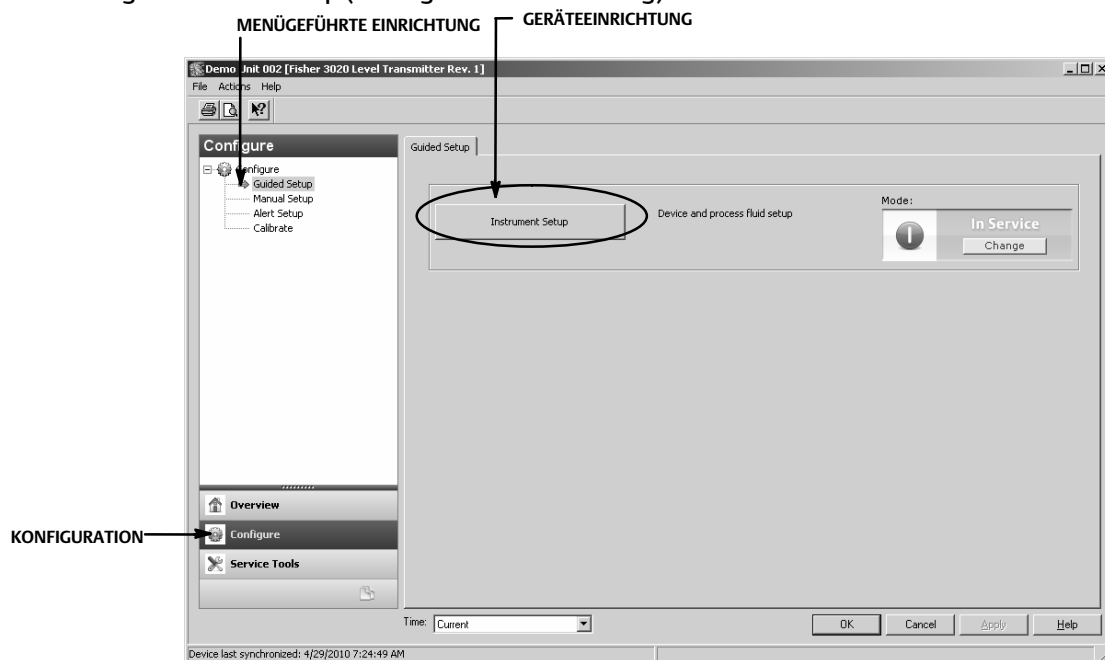 MENÜGEFÜHRTE EINRICHTUNG
GERÄTEEINRICHTUNG
Demo Unit 002 [Fisher 3020 Level Transmitter Rev. 1]
File Actions Help
Configure
Guided Setup
Configure
Guided Setup
Manual Setup
Alert Setup
Calibrate
Instrument Setup
Device and process fluid setup
Mode:
In Service
Change
Overview
KONFIGURATION
Configure
Service Tools
Time: Current
OK Cancel Apply Help
Device last synchronized: 4/29/2010 7:24:49 AM